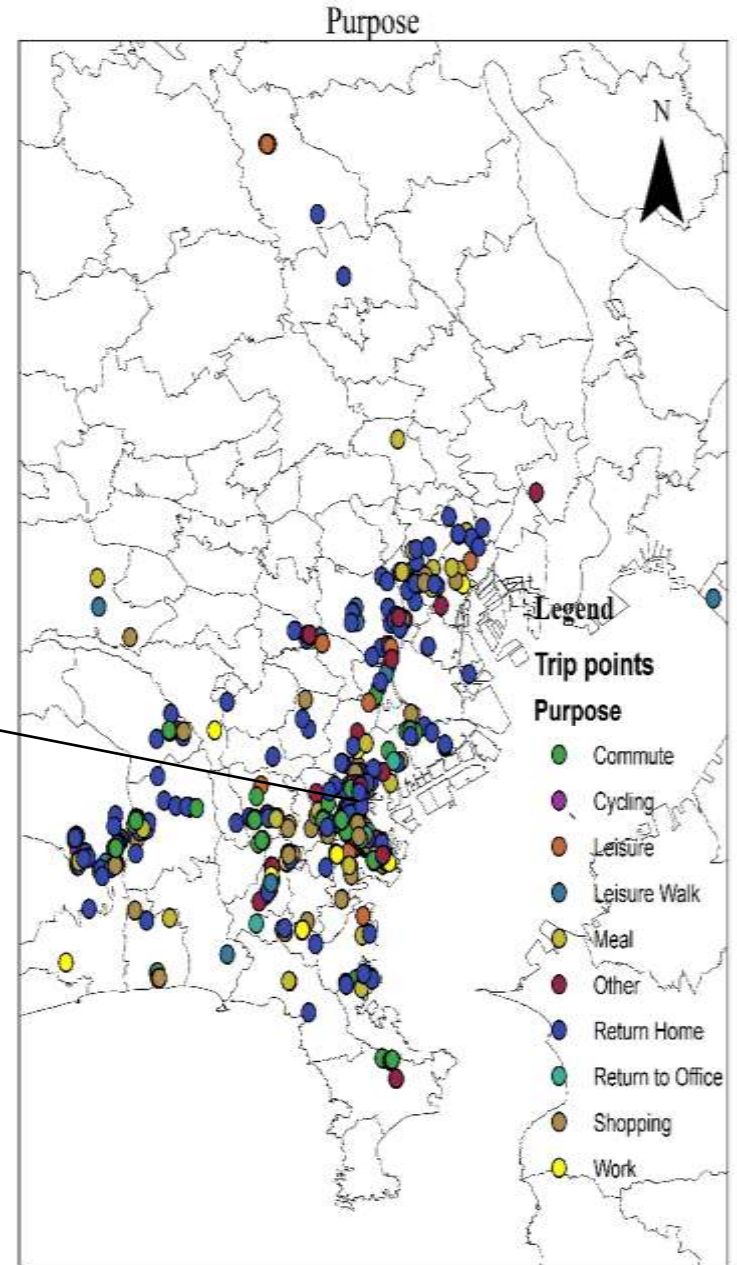 Purpose
N
Legend
Trip points
Purpose
Commute
Cycling
Leisure
Leisure Walk
Meal
Other
Return Home
Return to Office
Shopping
Work